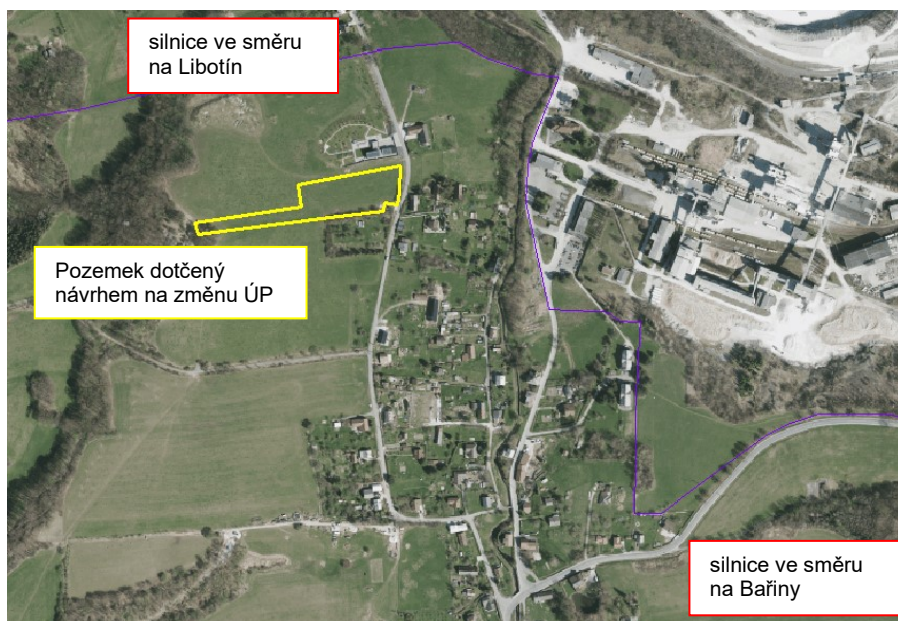 silnice ve směru
na Libotín
Pozemek dotčený
návrhem na změnu ÚP
silnice ve směru
na Bařiny